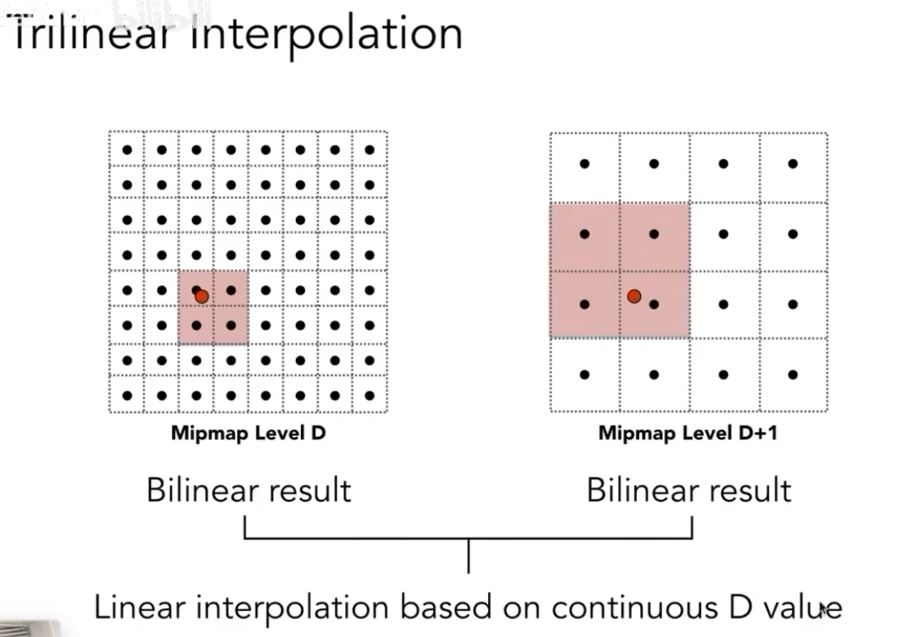 Trilinear Interpolation
Mipmap Level D
Mipmap Level D+1
Bilinear result
Bilinear result
Linear interpolation based on continuous D value